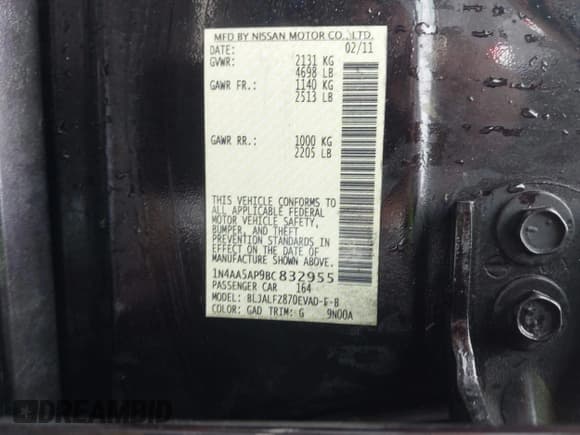 MFD BY NISSAN MOTOR CO.,LTD.
DATE: 02/11
GVWR: 2131 KG
4698 LB
GAWR FR.: 1140 KG
2513 LB
GAWR RR.: 1000 KG
2205 LB
THIS VEHICLE CONFORMS TO
ALL APPLICABLE FEDERAL
MOTOR VEHICLE SAFETY,
BUMPER, AND THEFT
PREVENTION STANDARDS IN
EFFECT ON THE DATE OF
MANUFACTURE SHOWN ABOVE.
1N4AA5AP9BC832955
PASSENGER CAR 164
MODEL: BL3ALFZ870EVAD-E-B
COLOR: GAD TRIM: G 9N00A
DREAMBID